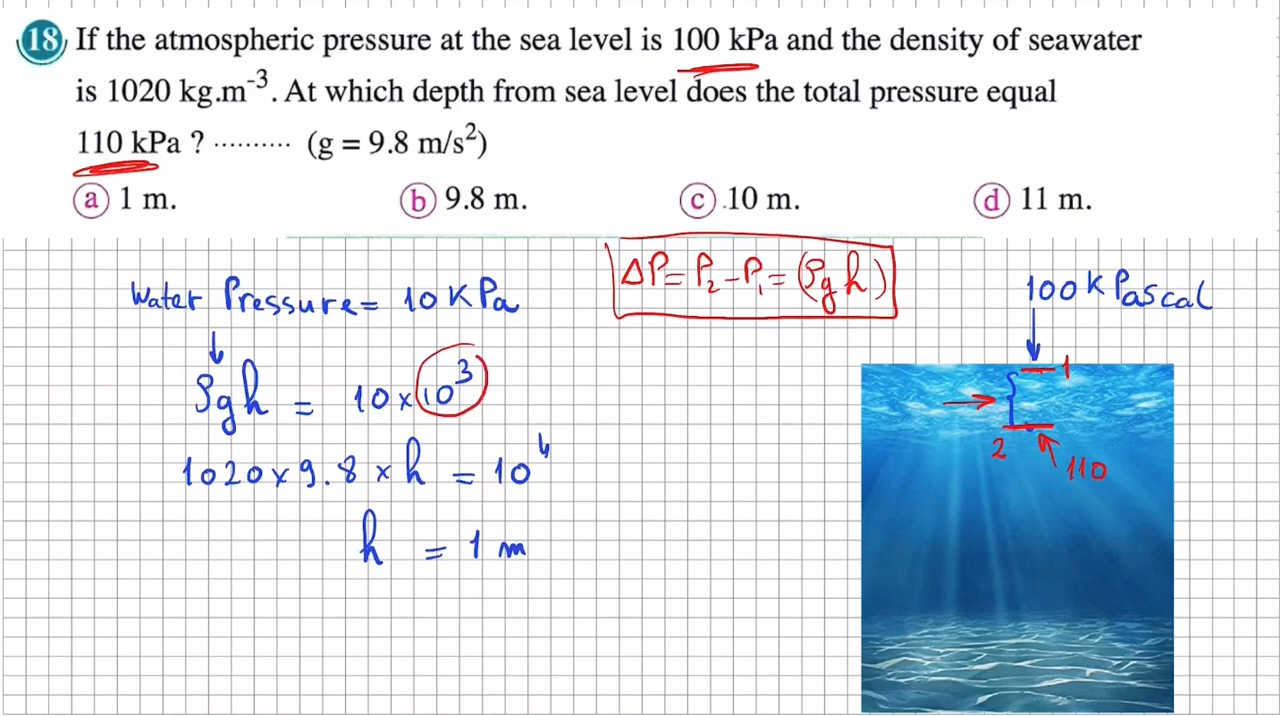 18 If the atmospheric pressure at the sea level is 100 kPa and the density of seawater
is 1020 kg.m⁻³. At which depth from sea level does the total pressure equal
110 kPa ? .......... (g = 9.8 m/s²)
a 1 m. b 9.8 m. c 10 m. d 11 m.
ΔP = P₂ - P₁ = (ρgh)
Water Pressure = 10 K Pa
ρgh = 10 × 10³
1020 × 9.8 × h = 10⁴
h = 1 m
100 K Pascal
1
2
110